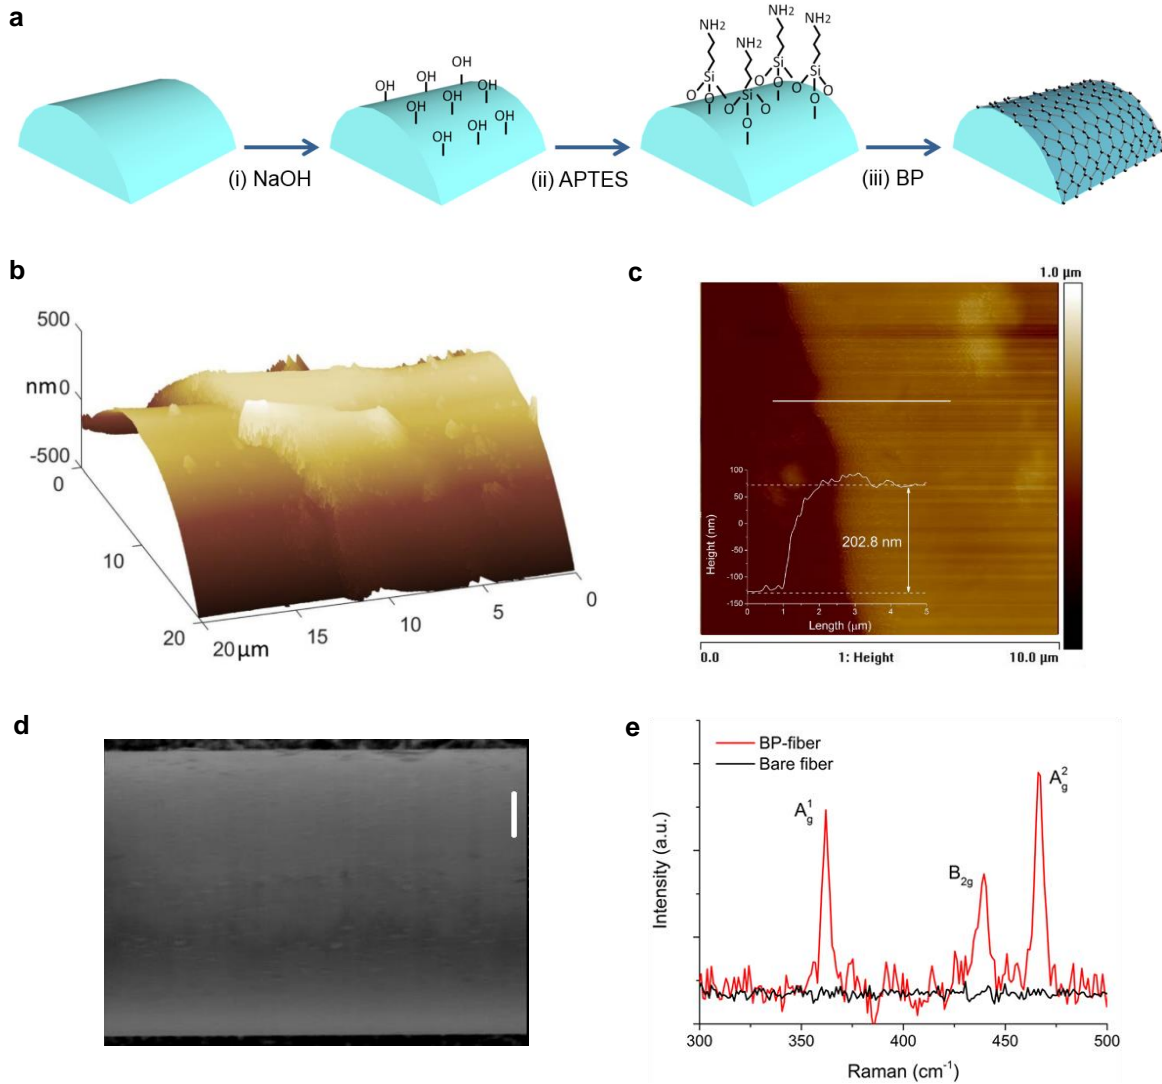 a
NH2 NH2 NH2 NH2
Si Si Si Si
O O O O O O O O
O O O O
OH OH OH
OH OH OH
OH OH OH
(i) NaOH
(ii) APTES
(iii) BP
b
500
nm 0
-500
0
10
20
20 μm
15
10
5
0
c
1.0 μm
100
50
0
-50
-100
-150
Height (nm)
202.8 nm
0 1 2 3 4 5
Length (μm)
0.0 1: Height 10.0 μm
d
e
BP-fiber
Bare fiber
A¹g
B2g
A²g
Intensity (a.u.)
300 350 400 450 500
Raman (cm⁻¹)